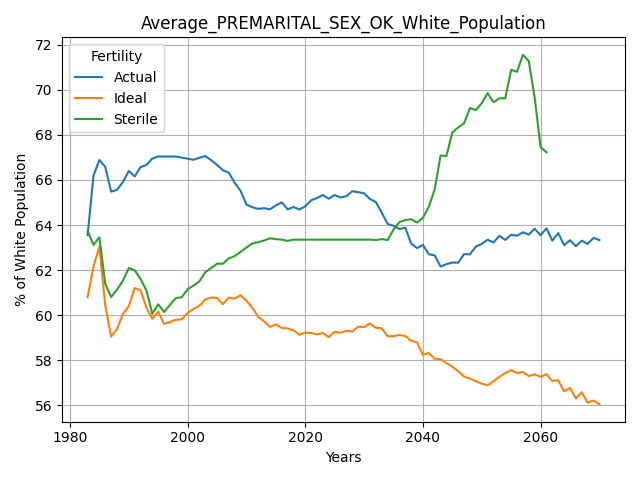 Average_PREMARITAL_SEX_OK_White_Population
Fertility
Actual
Ideal
Sterile
% of White Population
72
70
68
66
64
62
60
58
56
1980
2000
2020
2040
2060
Years